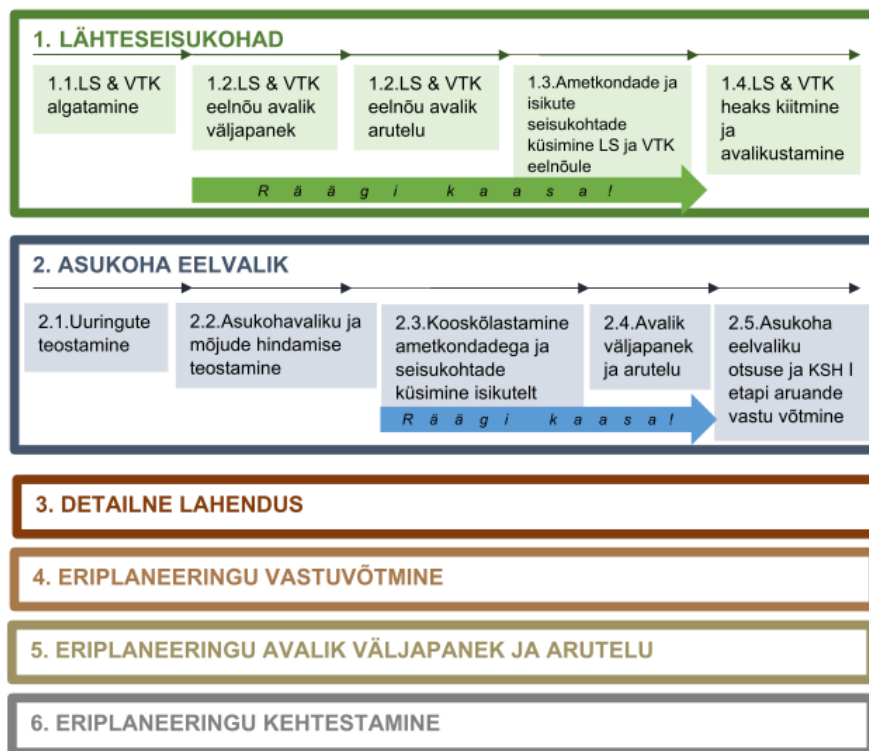 1. LÄHTESEISUKOHAD
1.1.LS & VTK
algatamine
1.2.LS & VTK
eelnõu avalik
väljapanek
1.2.LS & VTK
eelnõu avalik
arutelu
1.3.Ametkondade ja
isikute
seisukohtade
küsimine LS ja VTK
eelnõule
1.4.LS & VTK
heaks kiitmine
ja
avalikustamine
R ä ä g i k a a s a !
2. ASUKOHA EELVALIK
2.1.Uuringute
teostamine
2.2.Asukohavaliku ja
mõjude hindamise
teostamine
2.3.Kooskõlastamine
ametkondadega ja
seisukohtade
küsimine isikutelt
2.4.Avalik
väljapanek
ja arutelu
2.5.Asukoha
eelvaliku
otsuse ja KSH I
etapi aruande
vastu võtmine
R ä ä g i k a a s a !
3. DETAILNE LAHENDUS
4. ERIPLANEERINGU VASTUVÕTMINE
5. ERIPLANEERINGU AVALIK VÄLJAPANEK JA ARUTELU
6. ERIPLANEERINGU KEHTESTAMINE